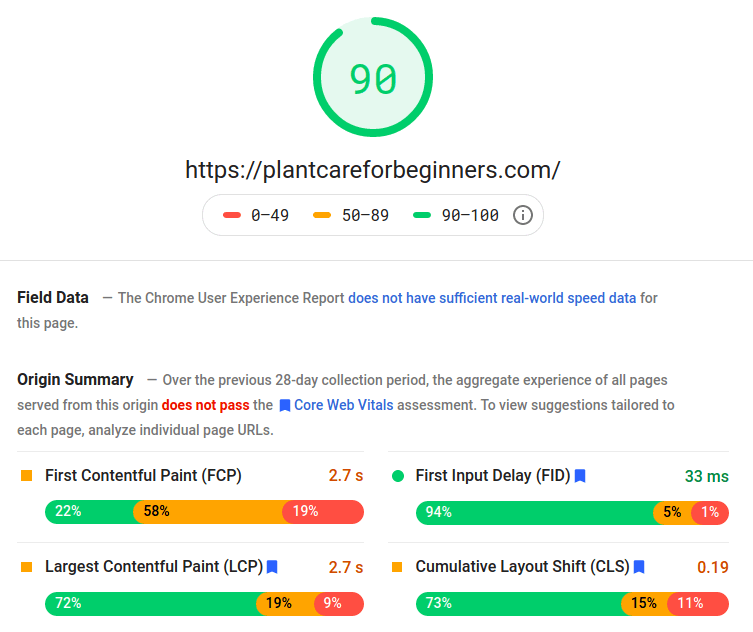 90
https://plantcareforbeginners.com/
0–49 50–89 90–100
Field Data — The Chrome User Experience Report does not have sufficient real-world speed data for
this page.
Origin Summary — Over the previous 28-day collection period, the aggregate experience of all pages
served from this origin does not pass the Core Web Vitals assessment. To view suggestions tailored to
each page, analyze individual page URLs.
First Contentful Paint (FCP) 2.7 s
22% 58% 19%
First Input Delay (FID) 33 ms
94% 5% 1%
Largest Contentful Paint (LCP) 2.7 s
72% 19% 9%
Cumulative Layout Shift (CLS) 0.19
73% 15% 11%